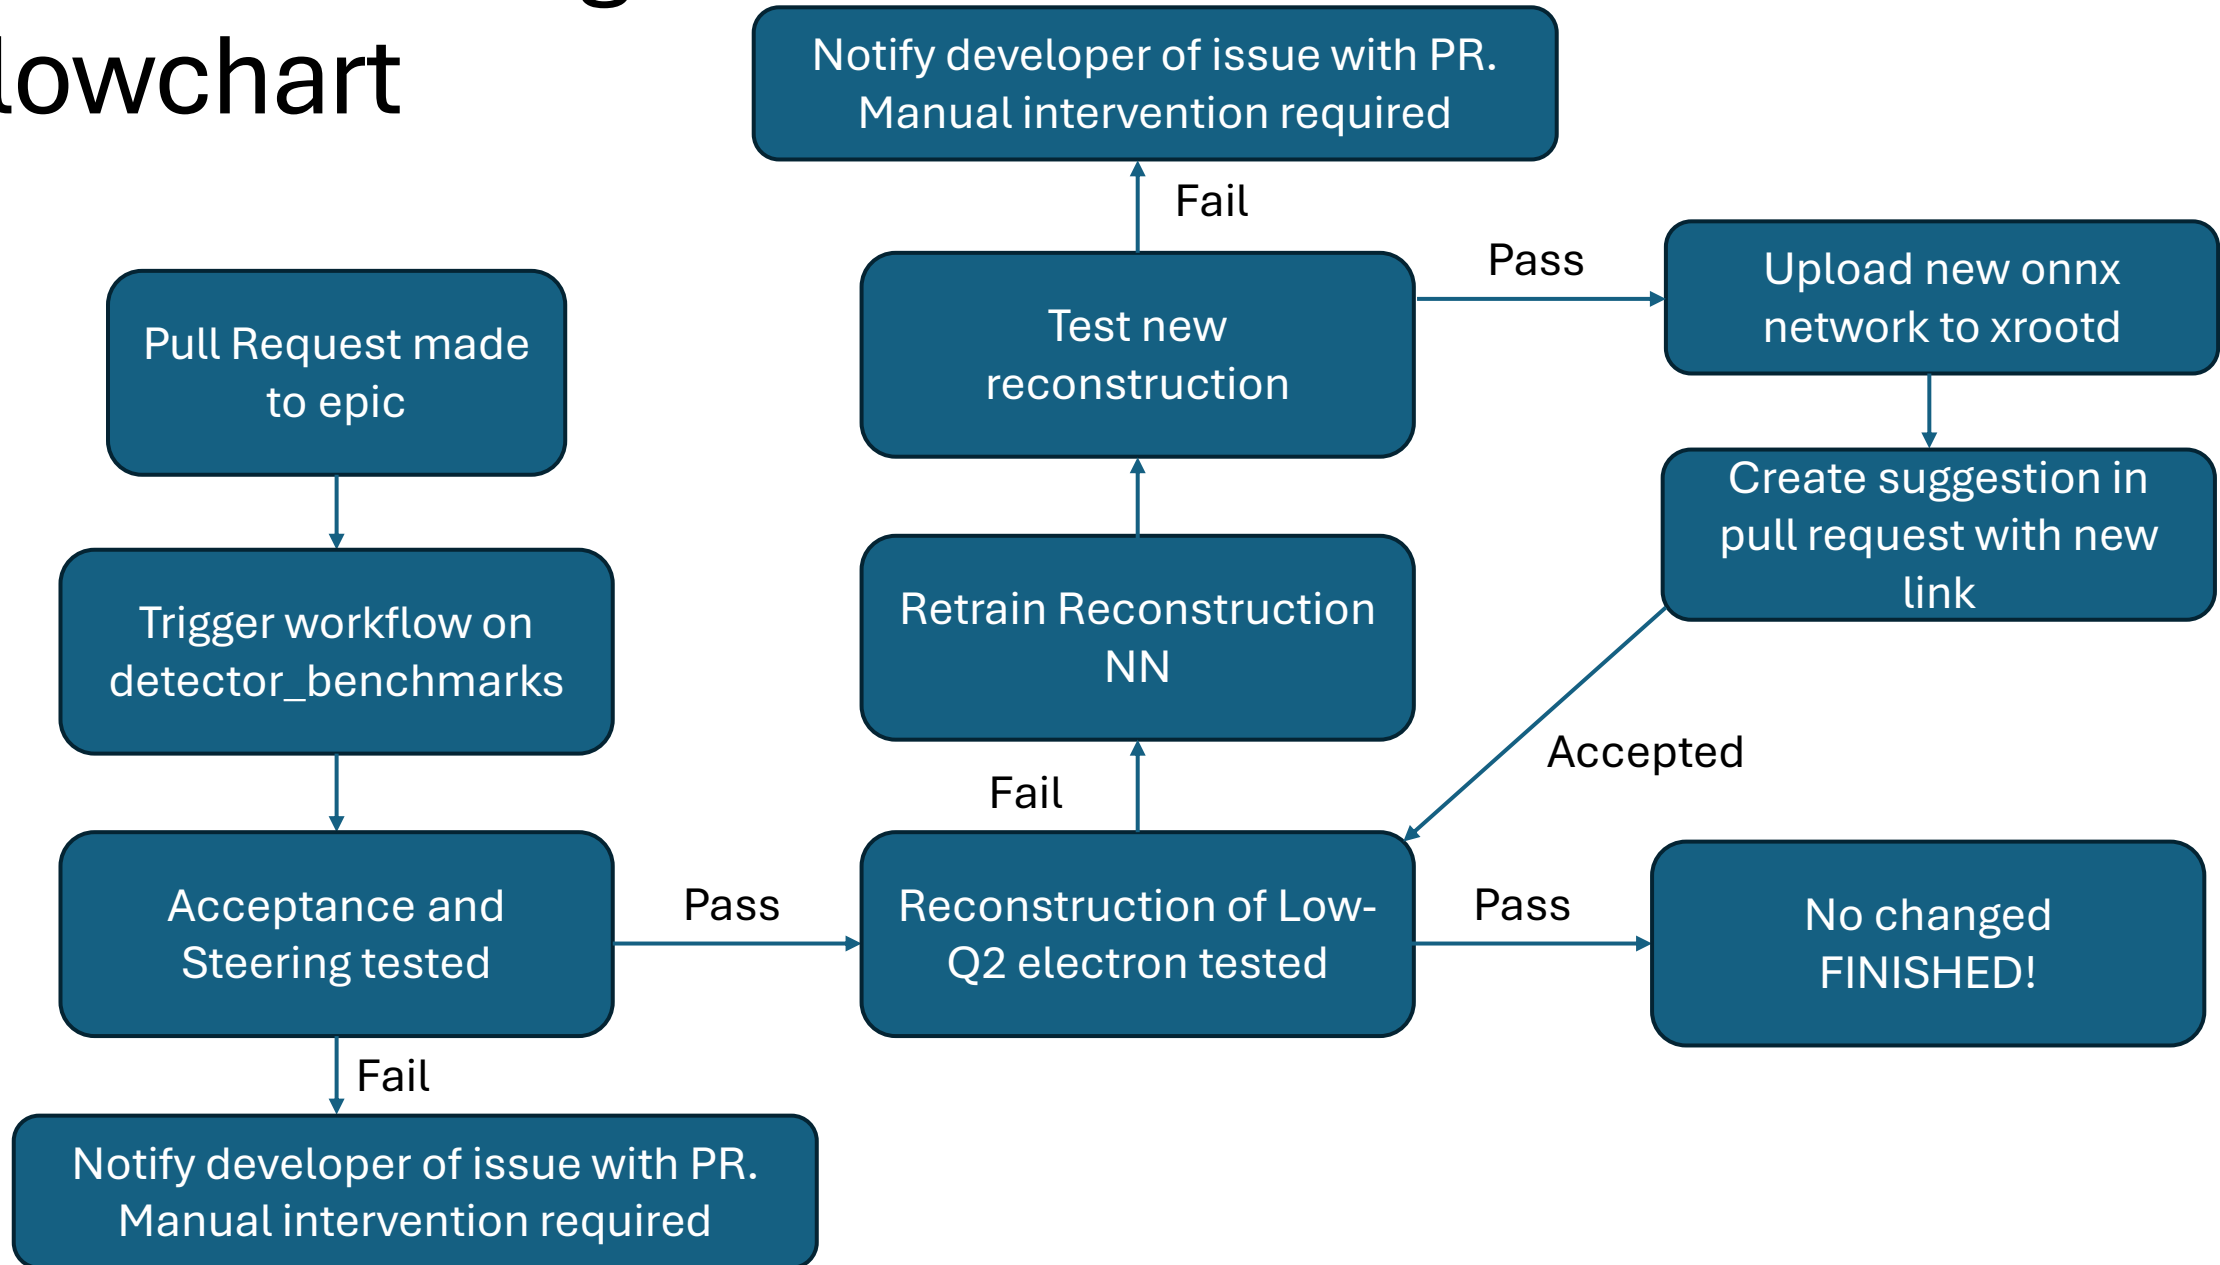 lowchart
Notify developer of issue with PR.
Manual intervention required
Fail
Pass
Upload new onnx
network to xrootd
Pull Request made
to epic
Test new
reconstruction
Create suggestion in
pull request with new
link
Trigger workflow on
detector_benchmarks
Retrain Reconstruction
NN
Accepted
Fail
Acceptance and
Steering tested
Pass
Reconstruction of Low-
Q2 electron tested
Pass
No changed
FINISHED!
Fail
Notify developer of issue with PR.
Manual intervention required